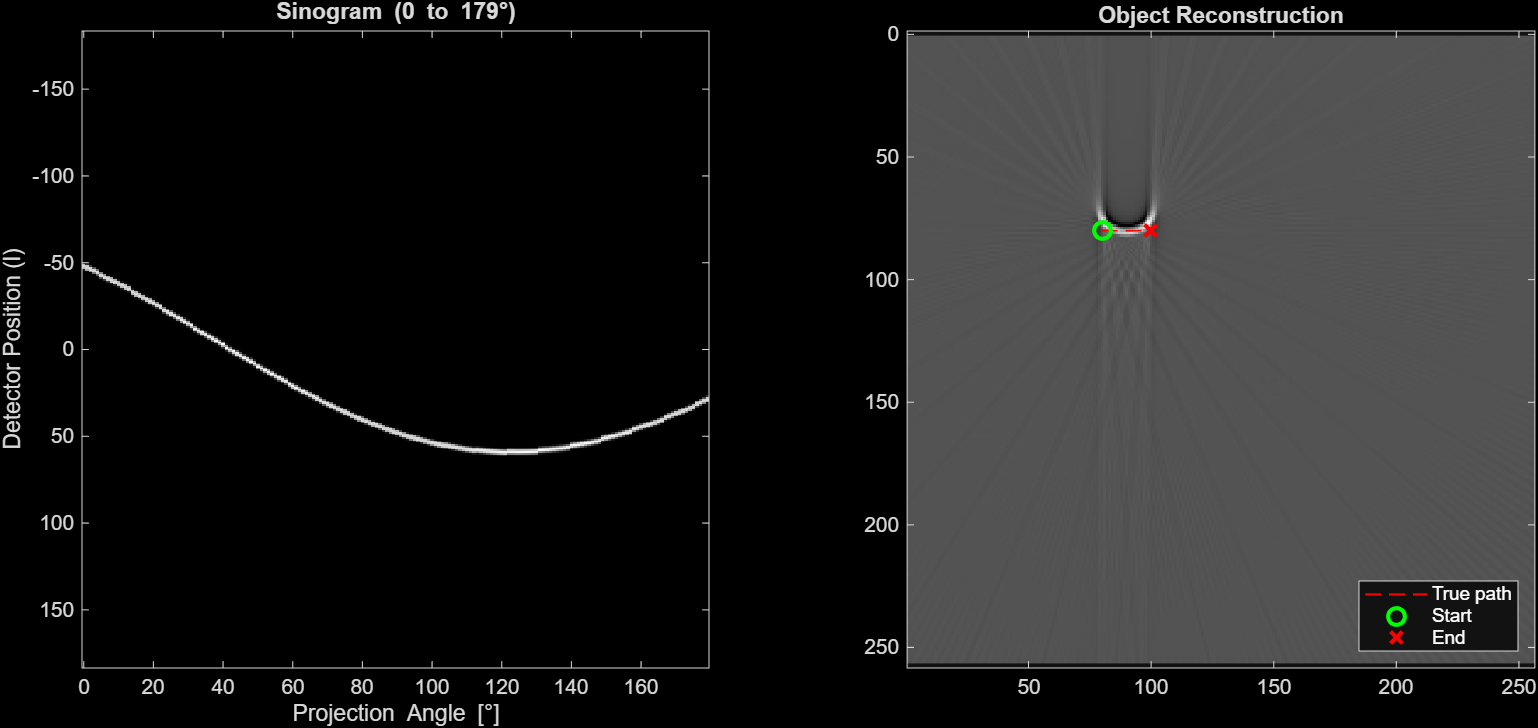 Sinogram (0 to 179°)
Detector Position (l)
-150
-100
-50
0
50
100
150
0 20 40 60 80 100 120 140 160
Projection Angle [°]
Object Reconstruction
0
50
100
150
200
250
50 100 150 200 250
True path
Start
End